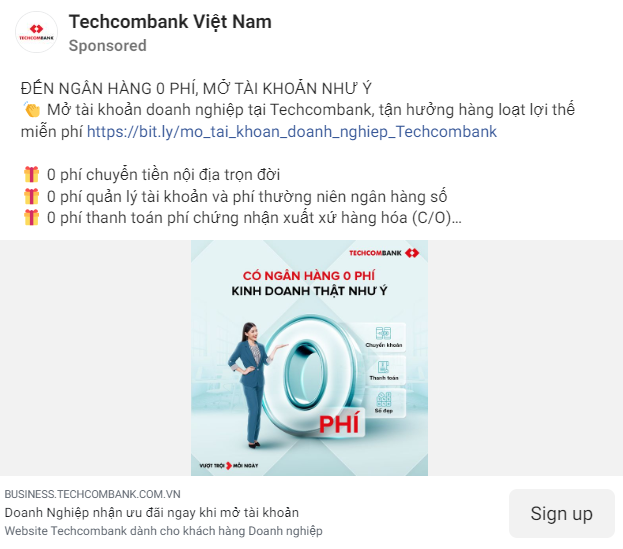 Techcombank Việt Nam
Sponsored
TECHCOMBANK
ĐẾN NGÂN HÀNG 0 PHÍ, MỞ TÀI KHOẢN NHƯ Ý
👏 Mở tài khoản doanh nghiệp tại Techcombank, tận hưởng hàng loạt lợi thế
miễn phí https://bit.ly/mo_tai_khoan_doanh_nghiep_Techcombank
🎁 0 phí chuyển tiền nội địa trọn đời
🎁 0 phí quản lý tài khoản và phí thường niên ngân hàng số
🎁 0 phí thanh toán phí chứng nhận xuất xứ hàng hóa (C/O)...
TECHCOMBANK
CÓ NGÂN HÀNG 0 PHÍ
KINH DOANH THẬT NHƯ Ý
Chuyển khoản
Thanh toán
Số đẹp
0
PHÍ
VƯỢT TRỘI MỖI NGÀY
BUSINESS.TECHCOMBANK.COM.VN
Doanh Nghiệp nhận ưu đãi ngay khi mở tài khoản
Website Techcombank dành cho khách hàng Doanh nghiệp
Sign up